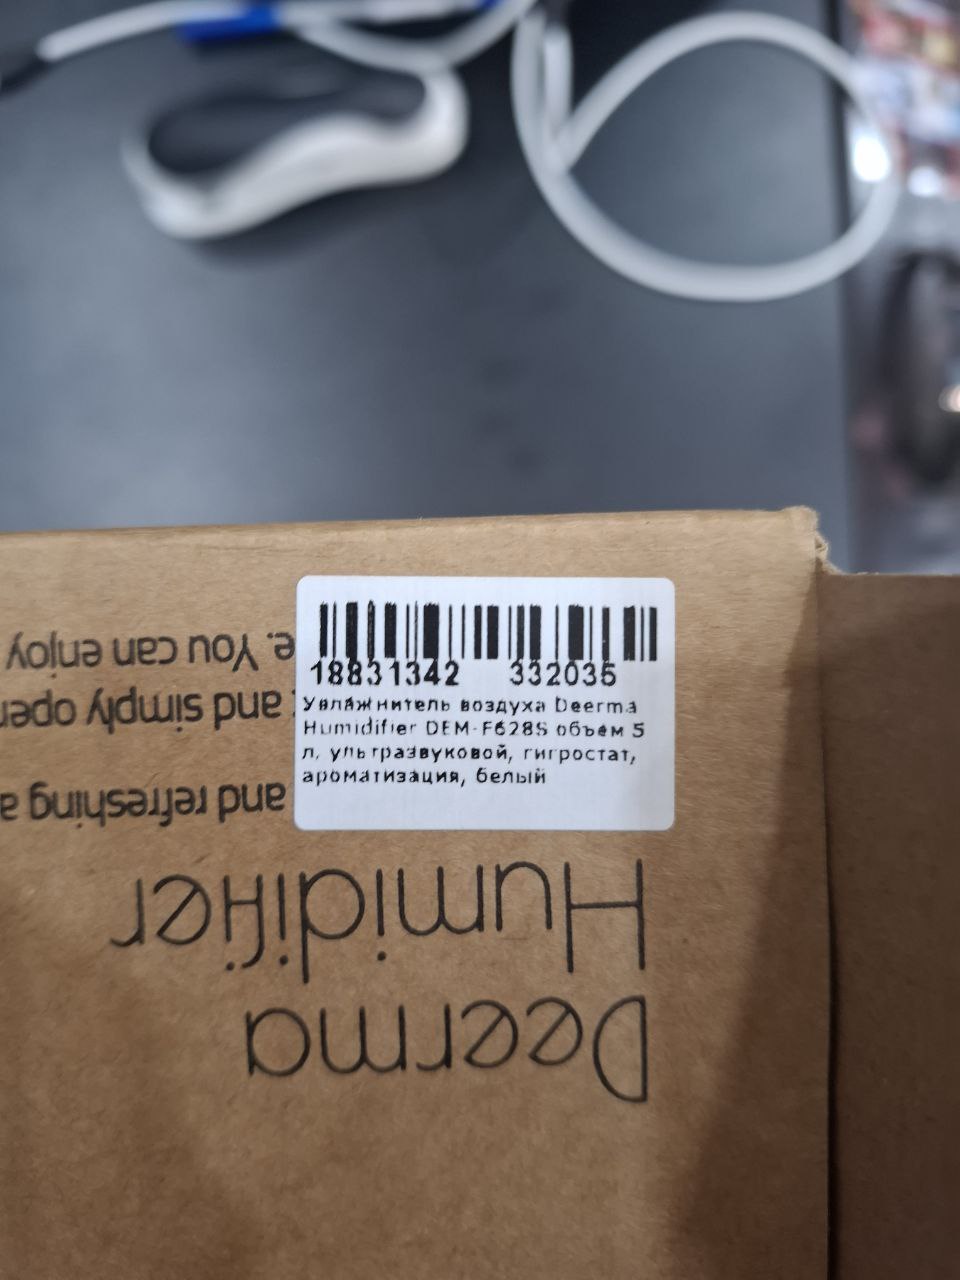 18831342 332035
Увлажнитель воздуха Deerma
Humidifier DEM-F628S объём 5
л, ультразвуковой, гигростат,
ароматизация, белый
Deerma
Humidifier
and refreshing
and simply
You can enjoy